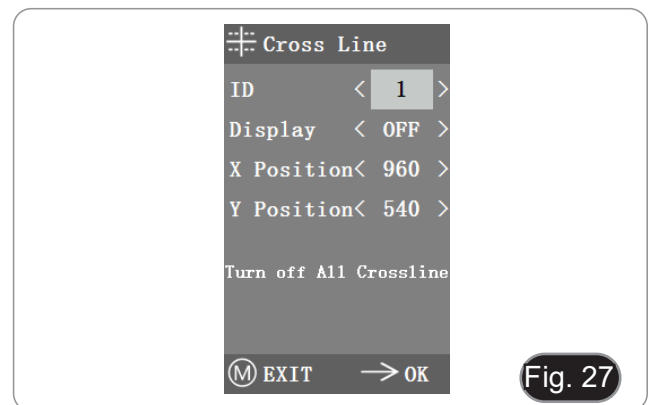 Cross Line
ID < 1 >
Display < OFF >
X Position< 960 >
Y Position< 540 >
Turn off All Crossline
M EXIT → OK
Fig. 27